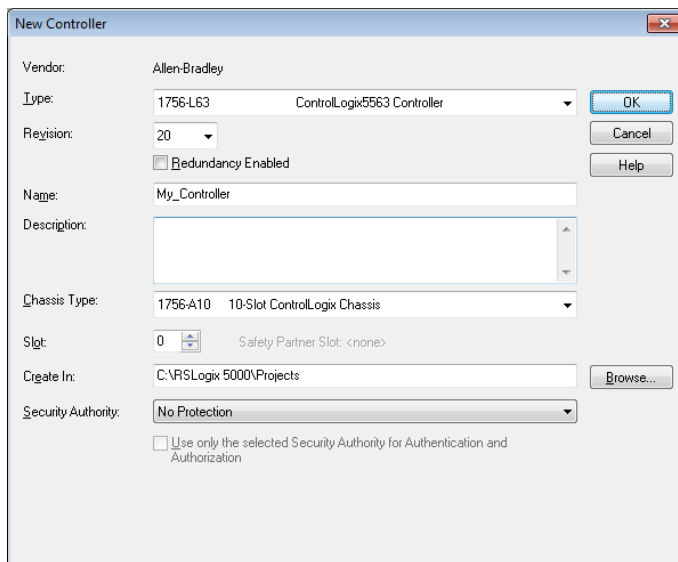 New Controller
Vendor: Allen-Bradley
Type: 1756-L63 ControlLogix5563 Controller OK
Revision: 20 Cancel
Redundancy Enabled Help
Name: My_Controller
Description:
Chassis Type: 1756-A10 10-Slot ControlLogix Chassis
Slot: 0 Safety Partner Slot: <none>
Create In: C:\RSLogix 5000\Projects Browse...
Security Authority: No Protection
Use only the selected Security Authority for Authentication and
Authorization